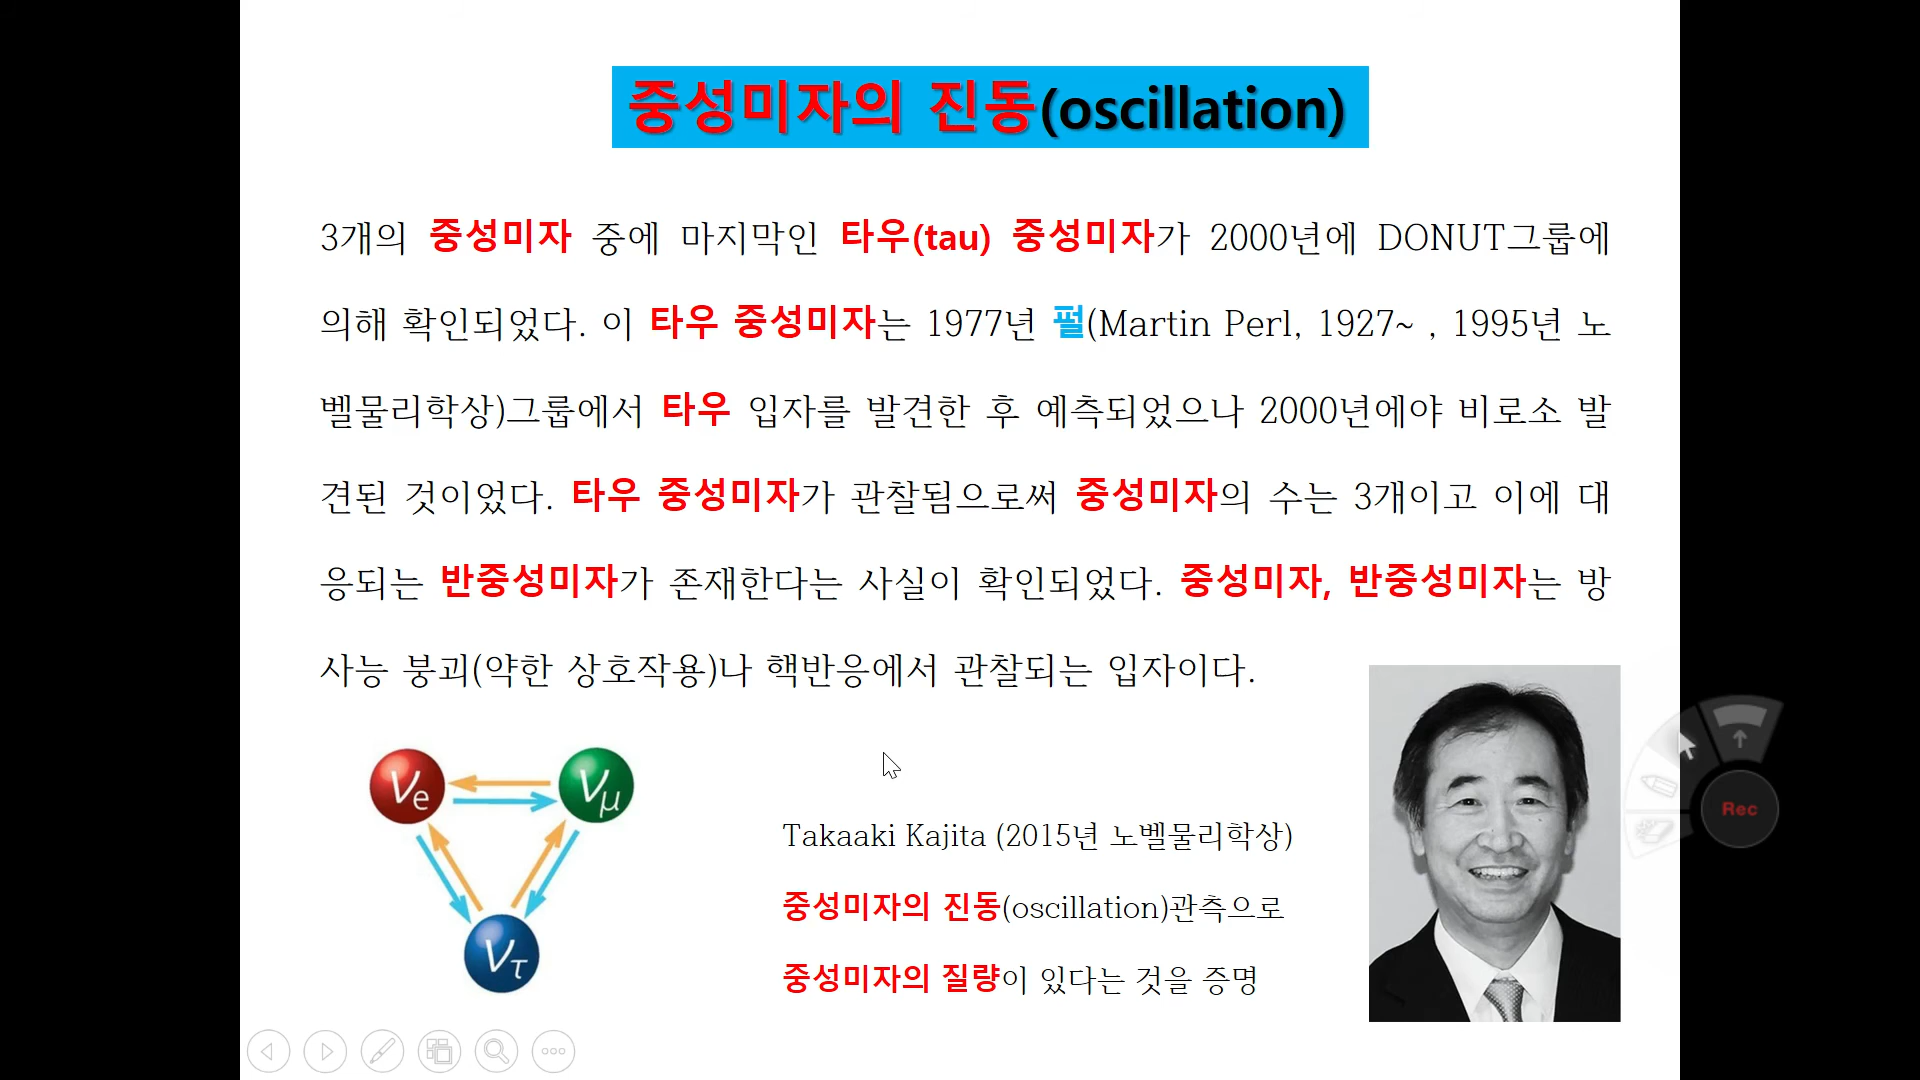 중성미자의 진동(oscillation)
3개의 중성미자 중에 마지막인 타우(tau) 중성미자가 2000년에 DONUT그룹에
의해 확인되었다. 이 타우 중성미자는 1977년 펄(Martin Perl, 1927~ , 1995년 노
벨물리학상)그룹에서 타우 입자를 발견한 후 예측되었으나 2000년에야 비로소 발
견된 것이었다. 타우 중성미자가 관찰됨으로써 중성미자의 수는 3개이고 이에 대
응되는 반중성미자가 존재한다는 사실이 확인되었다. 중성미자, 반중성미자는 방
사능 붕괴(약한 상호작용)나 핵반응에서 관찰되는 입자이다.
νe νμ
ντ
Takaaki Kajita (2015년 노벨물리학상)
중성미자의 진동(oscillation)관측으로
중성미자의 질량이 있다는 것을 증명
Rec